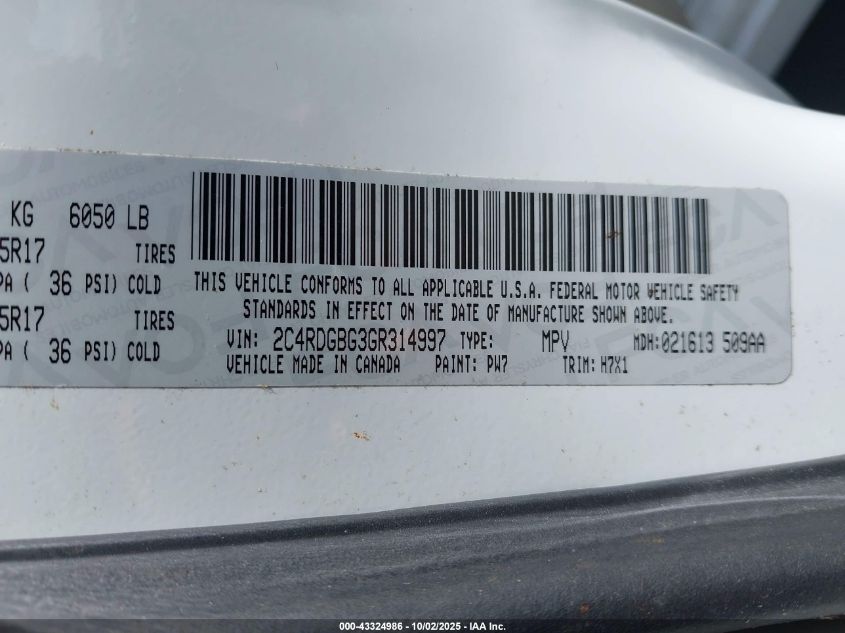 KG 6050 LB
5R17 TIRES
PA ( 36 PSI) COLD
5R17 TIRES
PA ( 36 PSI) COLD
THIS VEHICLE CONFORMS TO ALL APPLICABLE U.S.A. FEDERAL MOTOR VEHICLE SAFETY
STANDARDS IN EFFECT ON THE DATE OF MANUFACTURE SHOWN ABOVE.
VIN: 2C4RDGBG3GR314997 TYPE: MPV MDH:021613 509AA
VEHICLE MADE IN CANADA PAINT: PW7 TRIM: H7X1
000-43324986 - 10/02/2025 - IAA Inc.